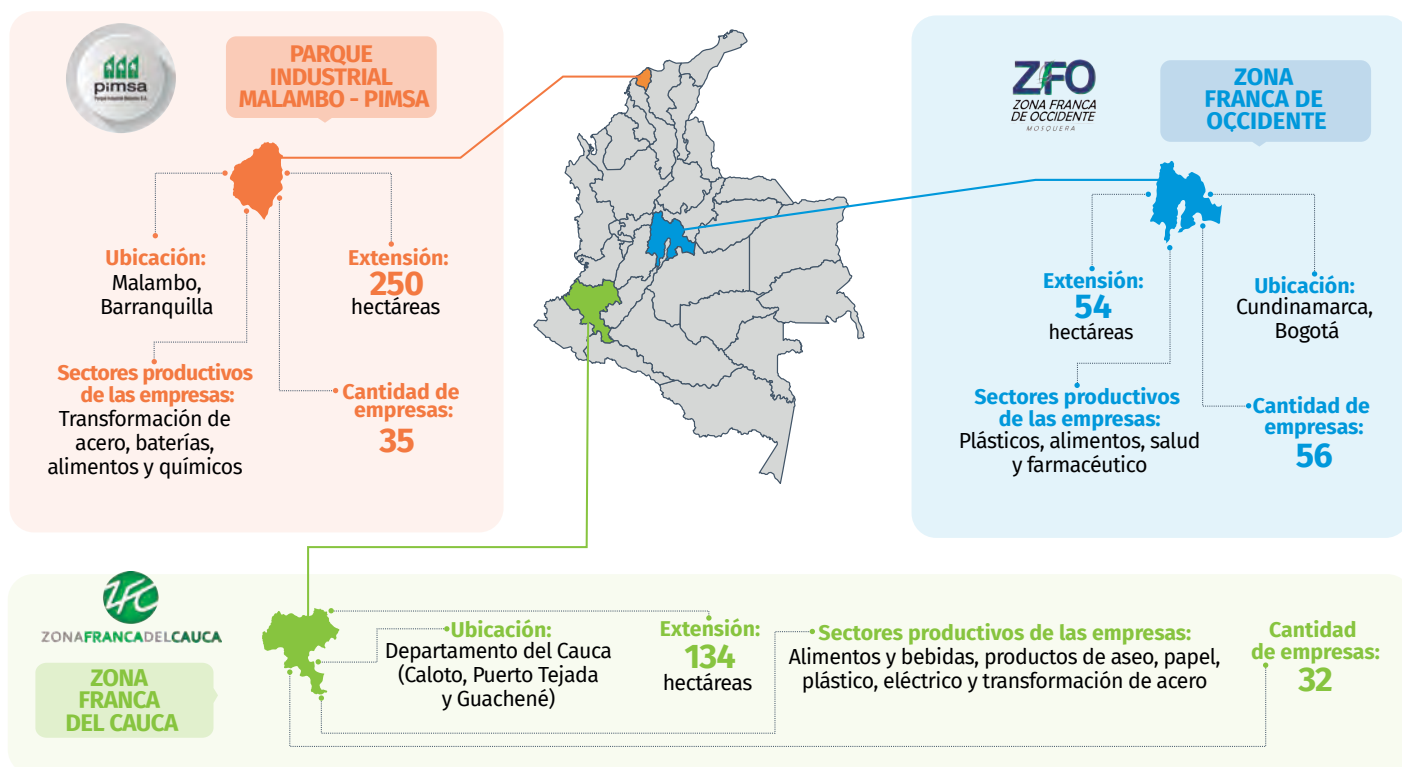 pimsa
PARQUE
INDUSTRIAL
MALAMBO - PIMSA
Ubicación:
Malambo,
Barranquilla
Extensión:
250
hectáreas
Sectores productivos
de las empresas:
Transformación de
acero, baterías,
alimentos y químicos
Cantidad de
empresas:
35
ZFO
ZONA FRANCA
DE OCCIDENTE
MOSQUERA
ZONA
FRANCA DE
OCCIDENTE
Extensión:
54
hectáreas
Ubicación:
Cundinamarca,
Bogotá
Sectores productivos
de las empresas:
Plásticos, alimentos, salud
y farmacéutico
Cantidad de
empresas:
56
ZFC
ZONAFRANCADELCAUCA
ZONA
FRANCA
DEL CAUCA
Ubicación:
Departamento del Cauca
(Caloto, Puerto Tejada
y Guachené)
Extensión:
134
hectáreas
Sectores productivos de las empresas:
Alimentos y bebidas, productos de aseo, papel,
plástico, eléctrico y transformación de acero
Cantidad
de empresas:
32